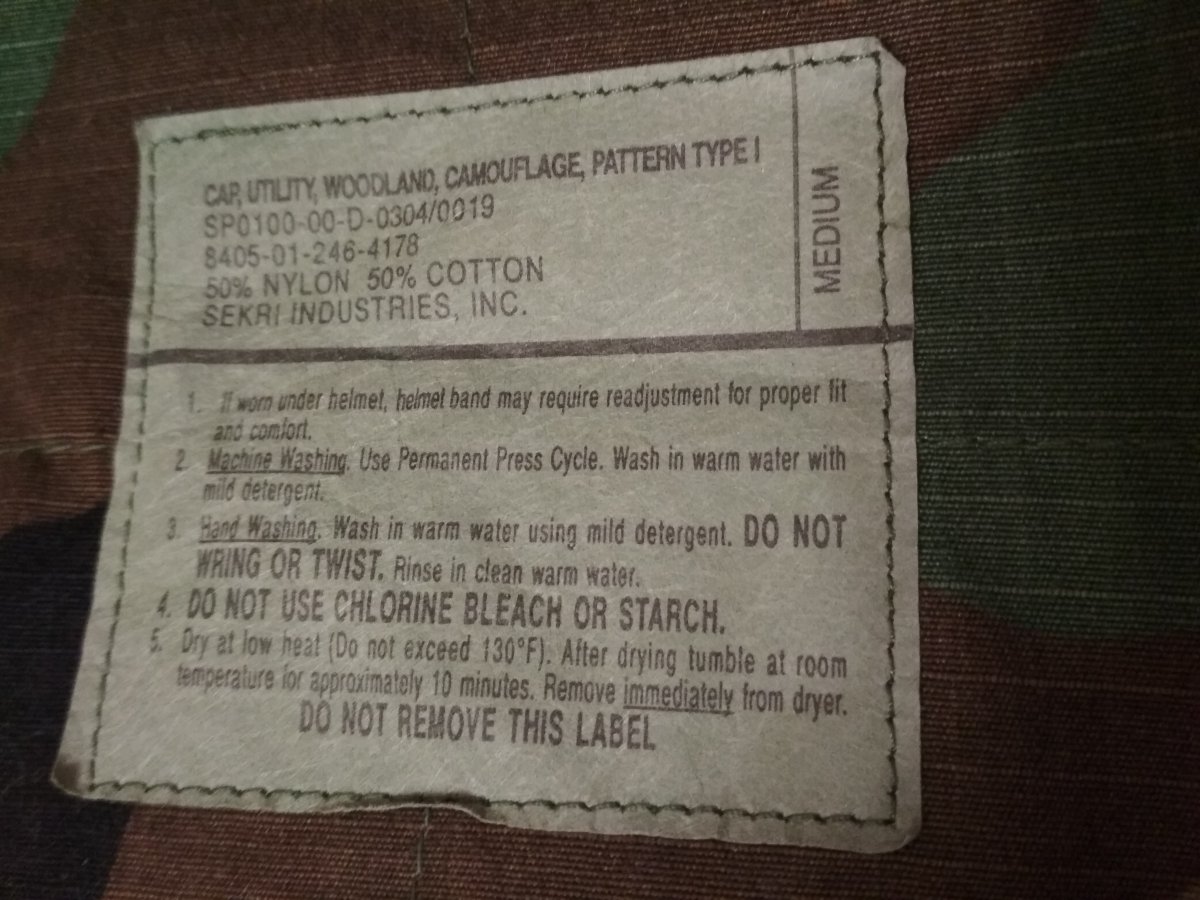 CAP, UTILITY, WOODLAND, CAMOUFLAGE, PATTERN TYPE I
SP0100-00-D-0304/0019
8405-01-246-4178
50% NYLON 50% COTTON
SEKRI INDUSTRIES, INC.
MEDIUM
1. If worn under helmet, helmet band may require readjustment for proper fit
and comfort.
2. Machine Washing. Use Permanent Press Cycle. Wash in warm water with
mild detergent.
3. Hand Washing. Wash in warm water using mild detergent. DO NOT
WRING OR TWIST. Rinse in clean warm water.
4. DO NOT USE CHLORINE BLEACH OR STARCH.
5. Dry at low heat (Do not exceed 130°F). After drying tumble at room
temperature for approximately 10 minutes. Remove immediately from dryer.
DO NOT REMOVE THIS LABEL